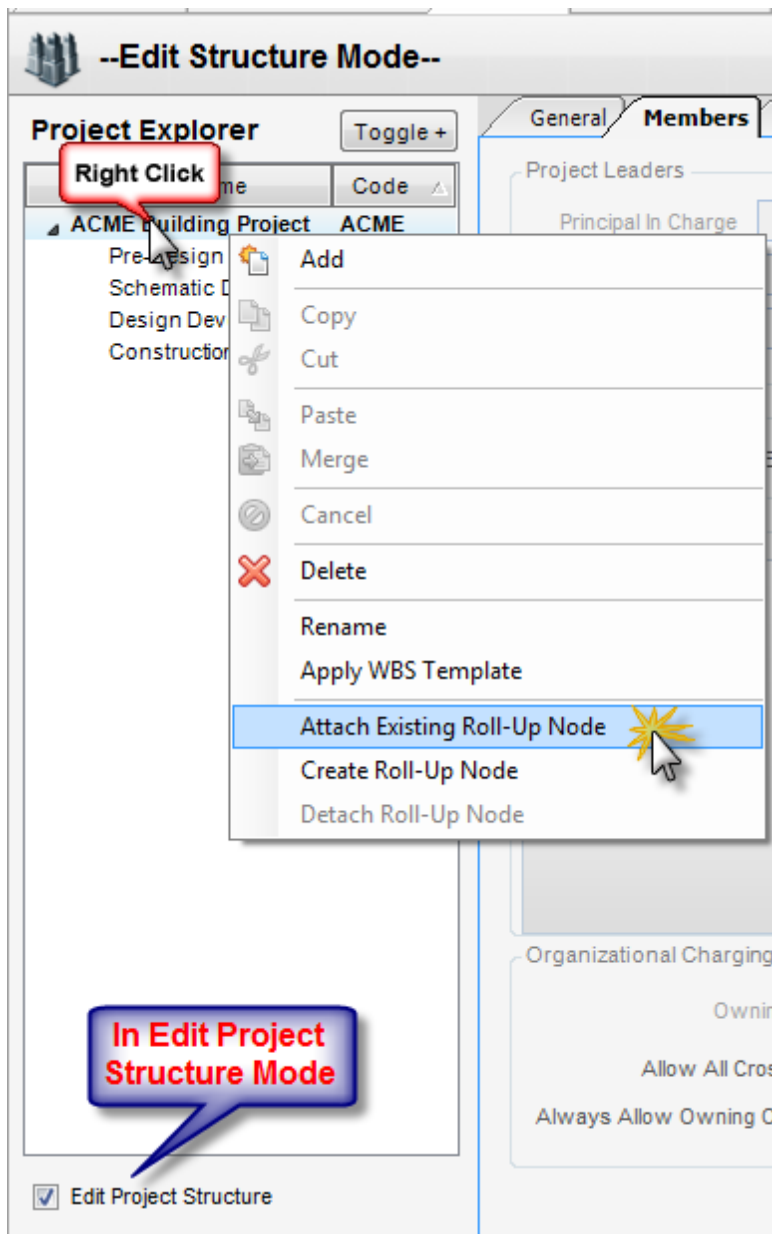 --Edit Structure Mode--
Project Explorer
Toggle +
General
Members
Right Click
me
Code
Project Leaders
Principal In Charge
ACME Building Project
ACME
Pre-Design
Schematic D
Design Dev
Construction
Add
Copy
Cut
Paste
Merge
Cancel
Delete
Rename
Apply WBS Template
Attach Existing Roll-Up Node
Create Roll-Up Node
Detach Roll-Up Node
Organizational Charging
Ownin
Allow All Cros
Always Allow Owning O
In Edit Project
Structure Mode
Edit Project Structure